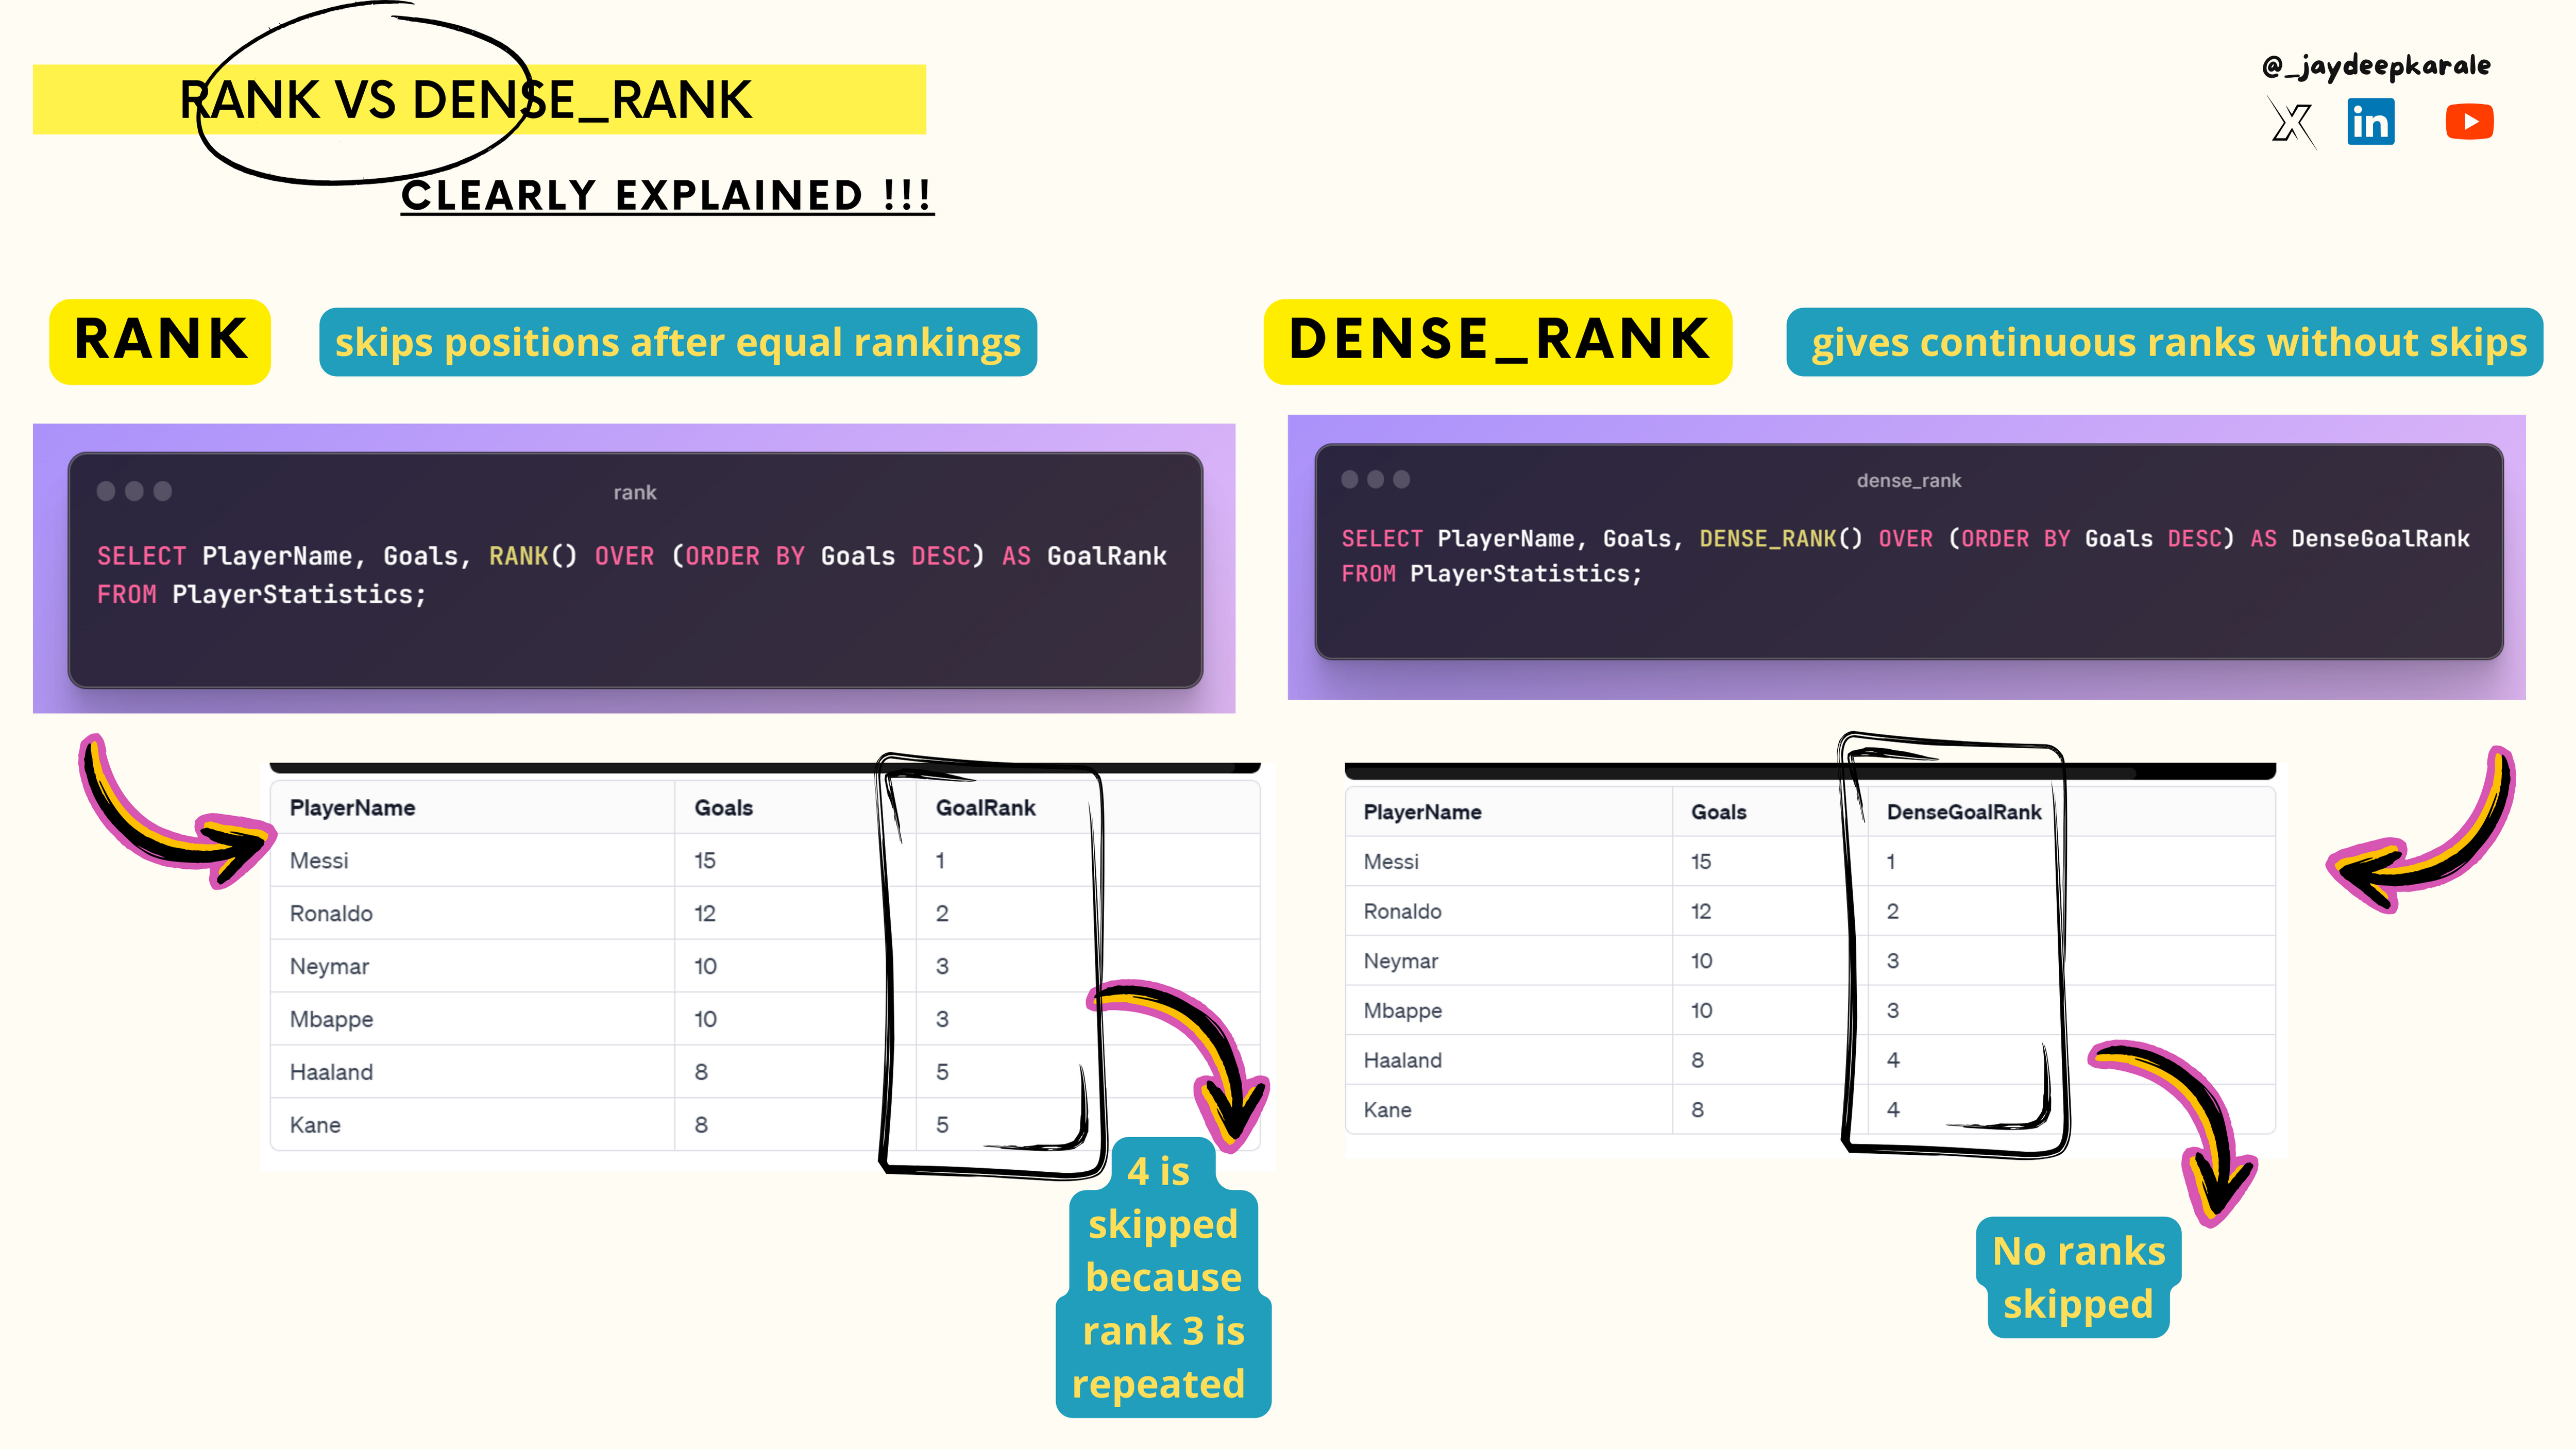 RANK VS DENSE_RANK
CLEARLY EXPLAINED !!!
@_jaydeepkarale
X
in
RANK
skips positions after equal rankings
rank
SELECT PlayerName, Goals, RANK() OVER (ORDER BY Goals DESC) AS GoalRank
FROM PlayerStatistics;
PlayerName Goals GoalRank
Messi 15 1
Ronaldo 12 2
Neymar 10 3
Mbappe 10 3
Haaland 8 5
Kane 8 5
4 is
skipped
because
rank 3 is
repeated
DENSE_RANK
gives continuous ranks without skips
dense_rank
SELECT PlayerName, Goals, DENSE_RANK() OVER (ORDER BY Goals DESC) AS DenseGoalRank
FROM PlayerStatistics;
PlayerName Goals DenseGoalRank
Messi 15 1
Ronaldo 12 2
Neymar 10 3
Mbappe 10 3
Haaland 8 4
Kane 8 4
No ranks
skipped